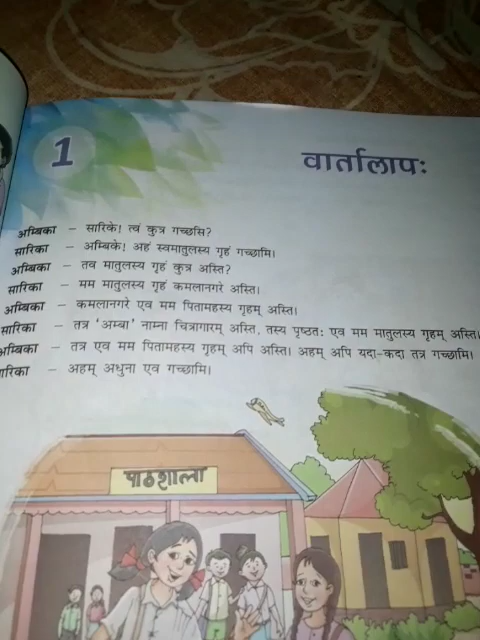 1
वार्तालापः
अम्बिका – सारिके! त्वं कुत्र गच्छसि?
सारिका – अम्बिके! अहं स्वमातुलस्य गृहं गच्छामि।
अम्बिका – तव मातुलस्य गृहं कुत्र अस्ति?
सारिका – मम मातुलस्य गृहं कमलानगरे अस्ति।
अम्बिका – कमलानगरे एव मम पितामहस्य गृहम् अस्ति।
सारिका – तत्र 'अम्बा' नाम्ना चित्रागारम् अस्ति, तस्य पृष्ठतः एव मम मातुलस्य गृहम् अस्ति।
अम्बिका – तत्र एव मम पितामहस्य गृहम् अपि अस्ति। अहम् अपि यदा-कदा तत्र गच्छामि।
सारिका – अहम् अधुना एव गच्छामि।
पाठशाला